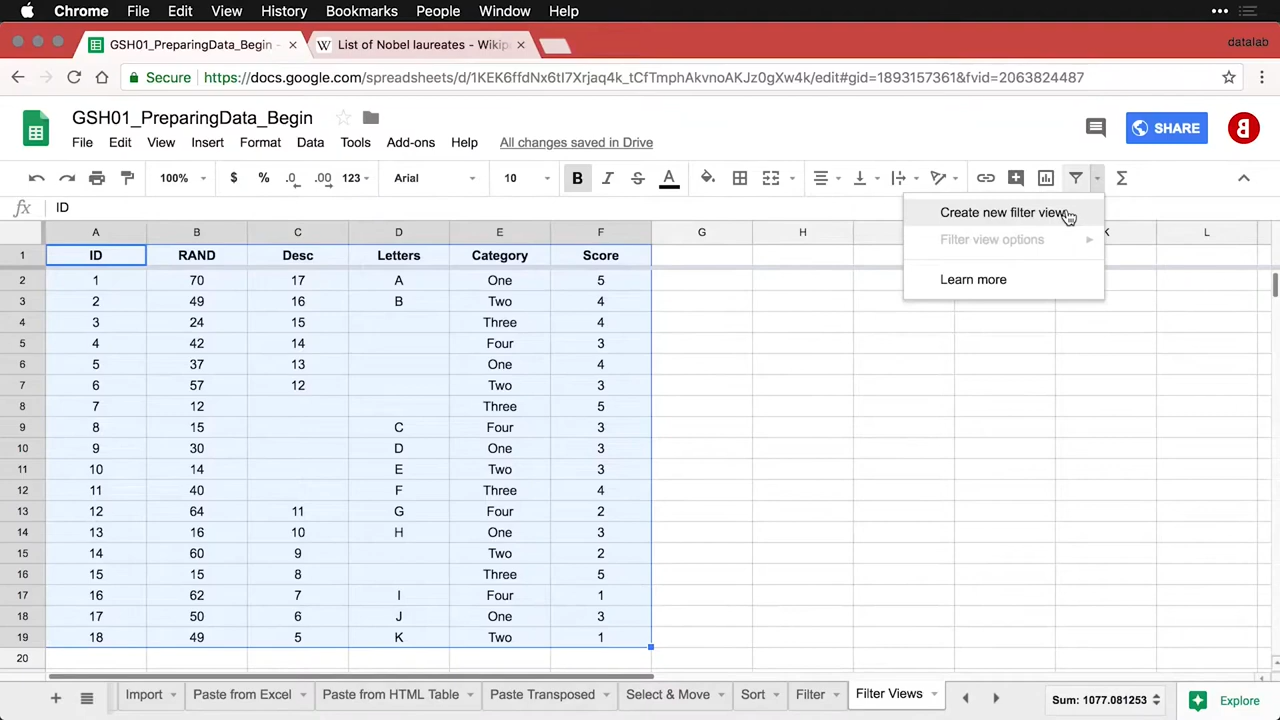 Chrome File Edit View History Bookmarks People Window Help
GSH01_PreparingData_Begin - × W List of Nobel laureates - Wikip × datalab
Secure https://docs.google.com/spreadsheets/d/1KEK6ffdNx6tI7Xrjaq4k_tCfTmphAkvnoAKJz0gXw4k/edit#gid=1893157361&fvid=2063824487
GSH01_PreparingData_Begin
SHARE
File Edit View Insert Format Data Tools Add-ons Help All changes saved in Drive
100% $ % .0 .00 123 Arial 10 B I S A Σ
fx ID
Create new filter view
Filter view options
Learn more
A B C D E F G H K L
1 ID RAND Desc Letters Category Score
2 1 70 17 A One 5
3 2 49 16 B Two 4
4 3 24 15 Three 4
5 4 42 14 Four 3
6 5 37 13 One 4
7 6 57 12 Two 3
8 7 12 Three 5
9 8 15 C Four 3
10 9 30 D One 3
11 10 14 E Two 3
12 11 40 F Three 4
13 12 64 11 G Four 2
14 13 16 10 H One 3
15 14 60 9 Two 2
16 15 15 8 Three 5
17 16 62 7 I Four 1
18 17 50 6 J One 3
19 18 49 5 K Two 1
20
Import Paste from Excel Paste from HTML Table Paste Transposed Select & Move Sort Filter Filter Views Sum: 1077.081253 Explore